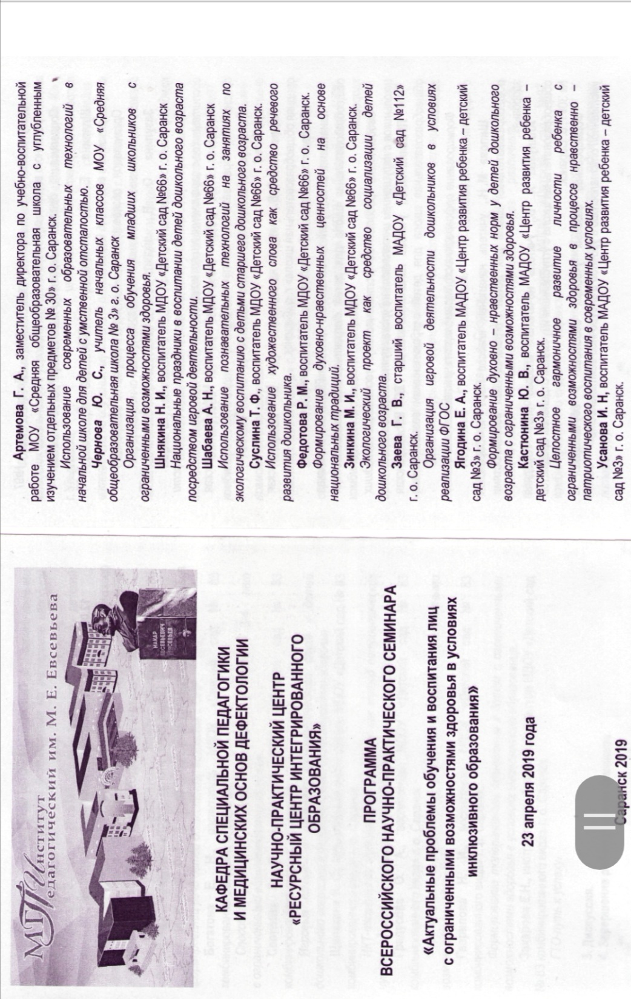 МГПИ
нститут
едагогический им. М. Е. Евсевьева
МАКАР
ЕВСЕВЬЕВИЧ
ЕВСЕВЬЕВ
КАФЕДРА СПЕЦИАЛЬНОЙ ПЕДАГОГИКИ
И МЕДИЦИНСКИХ ОСНОВ ДЕФЕКТОЛОГИИ
НАУЧНО-ПРАКТИЧЕСКИЙ ЦЕНТР
«РЕСУРСНЫЙ ЦЕНТР ИНТЕГРИРОВАННОГО
ОБРАЗОВАНИЯ»
ПРОГРАММА
ВСЕРОССИЙСКОГО НАУЧНО-ПРАКТИЧЕСКОГО СЕМИНАРА
«Актуальные проблемы обучения и воспитания лиц
с ограниченными возможностями здоровья в условиях
инклюзивного образования»
23 апреля 2019 года
Саранск 2019
Артемова Г. А., заместитель директора по учебно-воспитательной
работе МОУ «Средняя общеобразовательная школа с углубленным
изучением отдельных предметов № 30» г. о. Саранск.
Использование современных образовательных технологий в
начальной школе для детей с умственной отсталостью.
Чернова Ю. С., учитель начальных классов МОУ «Средняя
общеобразовательная школа № 3» г. о. Саранск
Организация процесса обучения младших школьников с
ограниченными возможностями здоровья.
Шнякина Н. И., воспитатель МДОУ «Детский сад №66» г. о. Саранск
Национальные праздники в воспитании детей дошкольного возраста
посредством игровой деятельности.
Шабаева А. Н., воспитатель МДОУ «Детский сад №66» г. о. Саранск
Использование познавательных технологий на занятиях по
экологическому воспитанию с детьми старшего дошкольного возраста.
Суслина Т. Ф., воспитатель МДОУ «Детский сад №66» г. о. Саранск.
Использование художественного слова как средство речевого
развития дошкольника.
Федотова Р. М., воспитатель МДОУ «Детский сад №66» г. о. Саранск.
Формирование духовно-нравственных ценностей на основе
национальных традиций.
Зинкина М. И., воспитатель МДОУ «Детский сад №66» г. о. Саранск.
Экологический проект как средство социализации детей
дошкольного возраста.
Заева Г. В., старший воспитатель МАДОУ «Детский сад №112»
г. о. Саранск.
Организация игровой деятельности дошкольников в условиях
реализации ФГОС
Ягодина Е. А., воспитатель МАДОУ «Центр развития ребенка – детский
сад №3» г. о. Саранск.
Формирование духовно – нравственных норм у детей дошкольного
возраста с ограниченными возможностями здоровья.
Кастюнина Ю. В., воспитатель МАДОУ «Центр развития ребенка –
детский сад №3» г. о. Саранск.
Целостное гармоничное развитие личности ребенка с
ограниченными возможностями здоровья в процессе нравственно –
патриотического воспитания в современных условиях.
Усанова И. Н, воспитатель МАДОУ «Центр развития ребенка – детский
сад №3» г. о. Саранск.